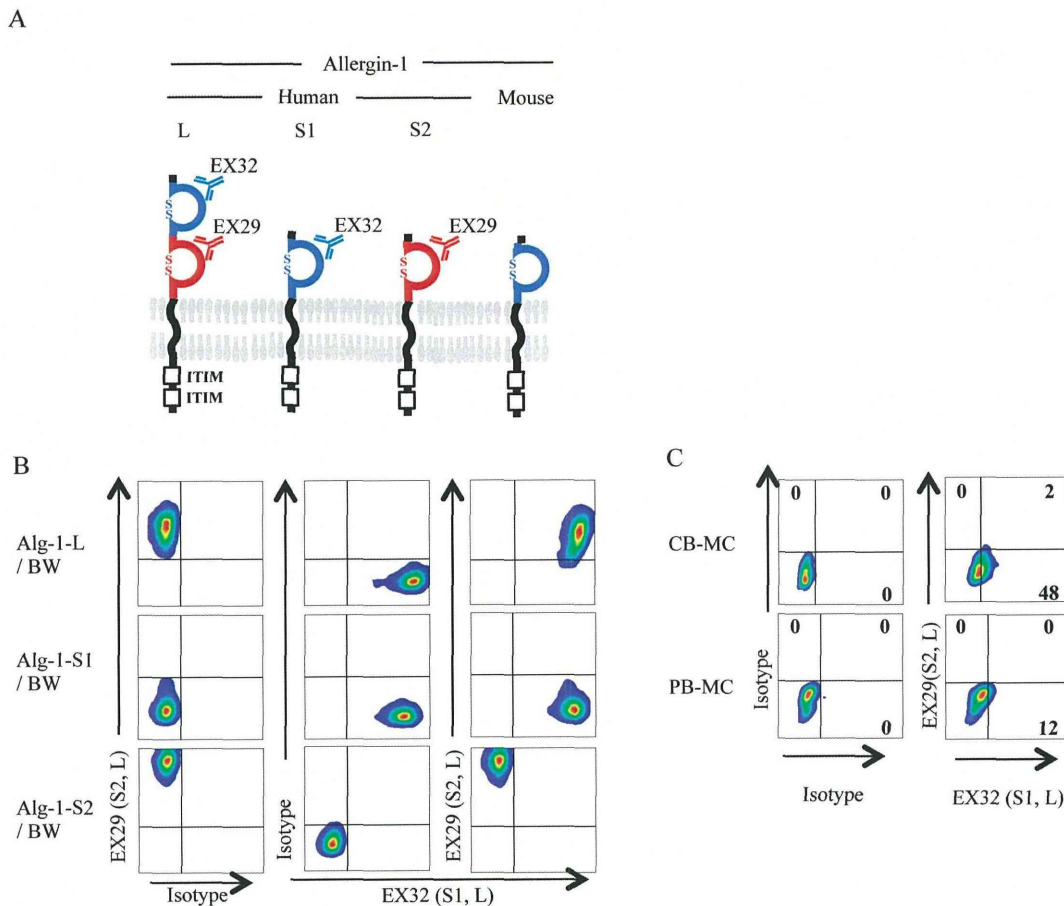 A
Allergin-1
Human
Mouse
L
S1
S2
EX32
EX29
EX32
EX29
S
S
S
S
S
S
S
S
S
S
ITIM
ITIM
B
Alg-1-L
/ BW
Alg-1-S1
/ BW
Alg-1-S2
/ BW
EX29 (S2, L)
Isotype
EX29 (S2, L)
Isotype
EX32 (S1, L)
C
CB-MC
0
0
0
0
2
48
PB-MC
0
0
0
0
0
12
Isotype
EX29(S2, L)
Isotype
EX32 (S1, L)